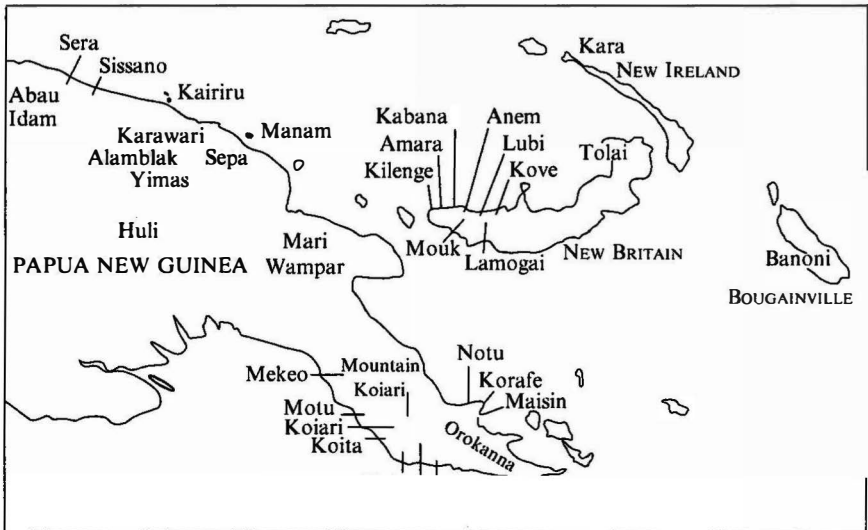 Sera
Sissano
Abau
Idam
Kairiru
Karawari
Alamblak Sepa
Yimas
Manam
Huli
PAPUA NEW GUINEA
Mari
Wampar
Kabana
Amara
Kilenge
Anem
Lubi
Kove
Mouk
Lamogai
Tolai
NEW BRITAIN
Kara
NEW IRELAND
Banoni
BOUGAINVILLE
Mekeo
Mountain
Koiari
Motu
Koiari
Koita
Notu
Korafe
Maisin
Orokanna